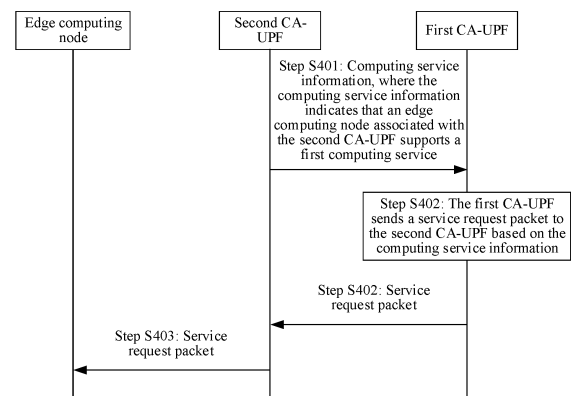 Edge computing
node
Second CA-
UPF
First CA-UPF
Step S401: Computing service
information, where the
computing service information
indicates that an edge
computing node associated with
the second CA-UPF supports a
first computing service
Step S402: The first CA-UPF
sends a service request packet to
the second CA-UPF based on the
computing service information
Step S402: Service
request packet
Step S403: Service
request packet